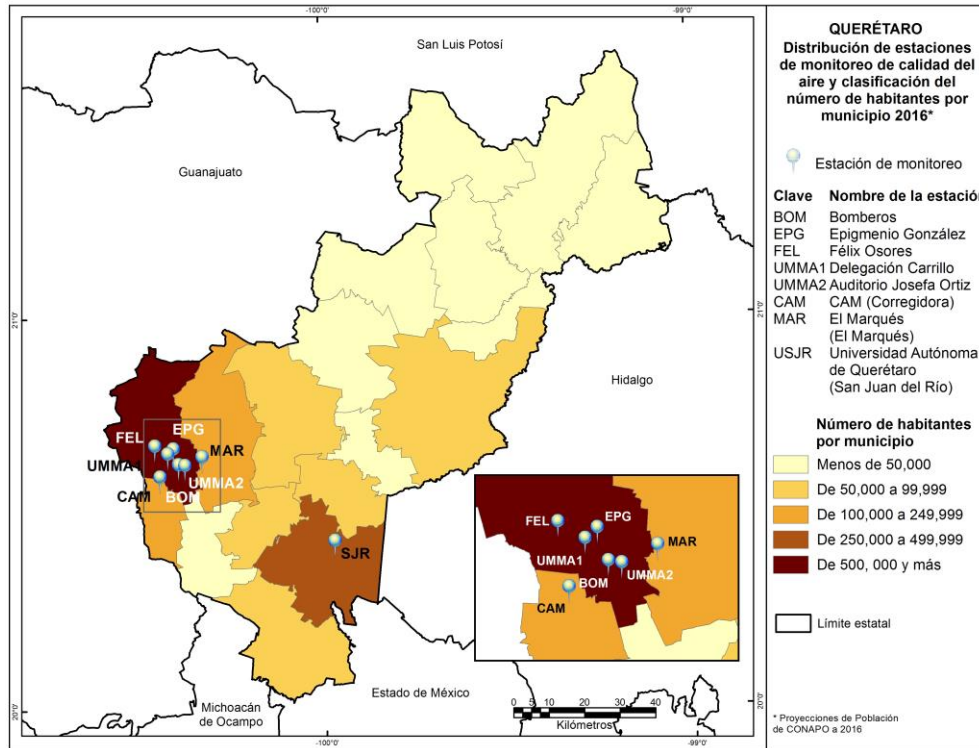 -100°0'
-99°0'
San Luis Potosí
Guanajuato
21°0'
21°0'
Hidalgo
FEL
EPG
MAR
UMMA1
UMMA2
CAM
BOM
SJR
FEL
EPG
MAR
UMMA1
BOM
UMMA2
CAM
Michoacán
de Ocampo
Estado de México
0 5 10 20 30 40
Kilómetros
20°0'
20°0'
-100°0'
-99°0'
QUERÉTARO
Distribución de estaciones
de monitoreo de calidad del
aire y clasificación del
número de habitantes por
municipio 2016*
Estación de monitoreo
Clave Nombre de la estación
BOM Bomberos
EPG Epigmenio González
FEL Félix Osores
UMMA1 Delegación Carrillo
UMMA2 Auditorio Josefa Ortiz
CAM CAM (Corregidora)
MAR El Marqués
(El Marqués)
USJR Universidad Autónoma
de Querétaro
(San Juan del Río)
Número de habitantes
por municipio
Menos de 50,000
De 50,000 a 99,999
De 100,000 a 249,999
De 250,000 a 499,999
De 500, 000 y más
Límite estatal
* Proyecciones de Población
de CONAPO a 2016